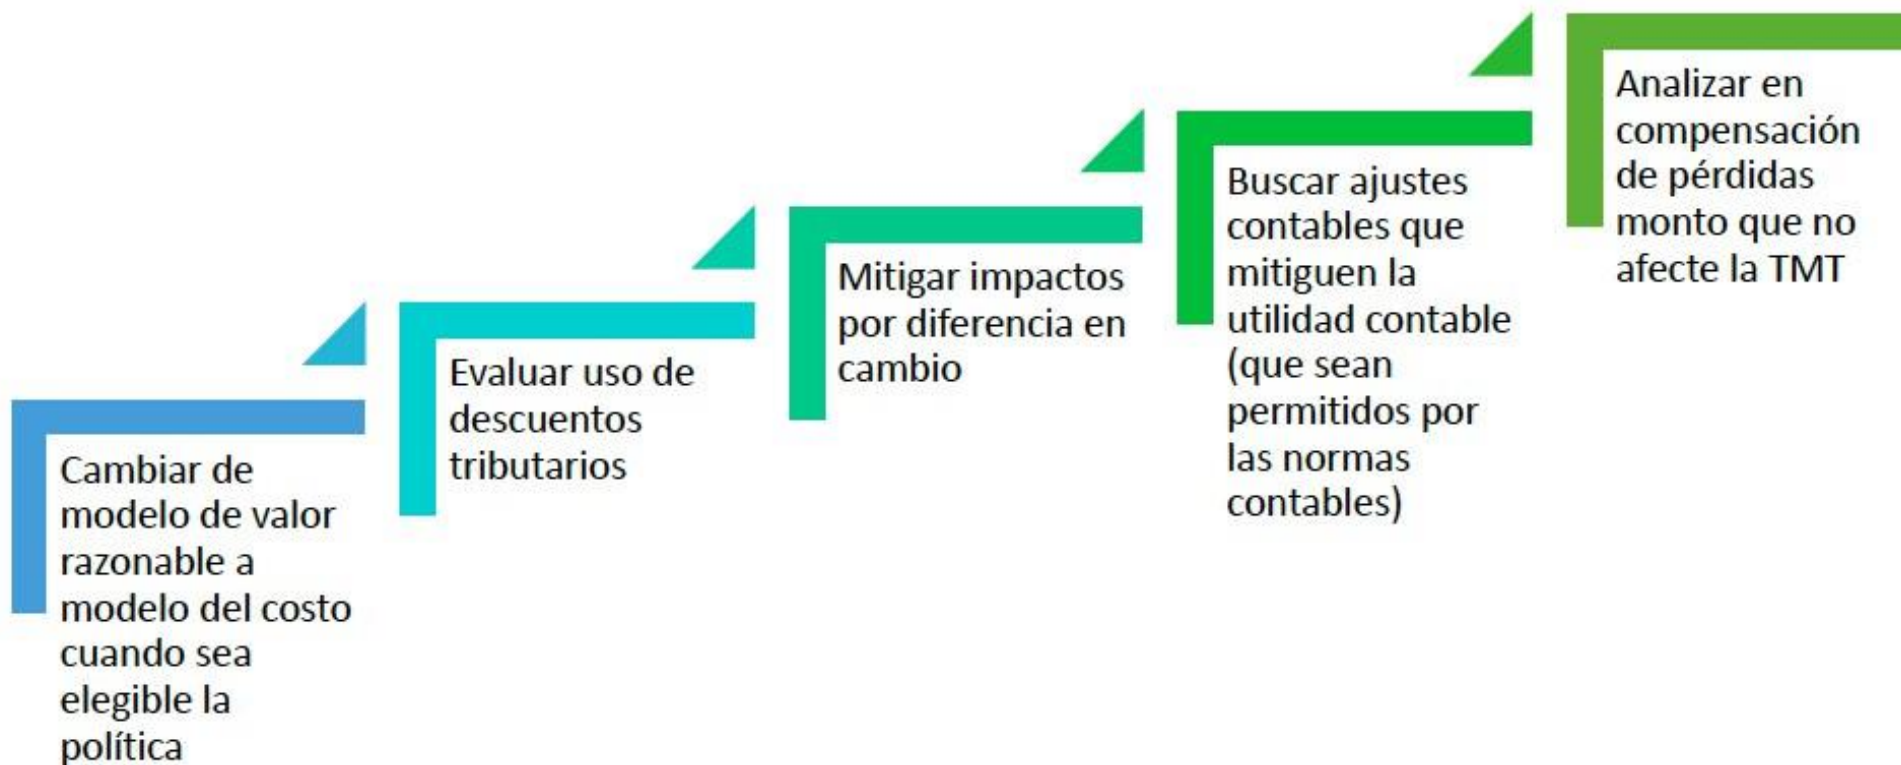 Cambiar de
modelo de valor
razonable a
modelo del costo
cuando sea
elegible la
política
Evaluar uso de
descuentos
tributarios
Mitigar impactos
por diferencia en
cambio
Buscar ajustes
contables que
mitiguen la
utilidad contable
(que sean
permitidos por
las normas
contables)
Analizar en
compensación
de pérdidas
monto que no
afecte la TMT